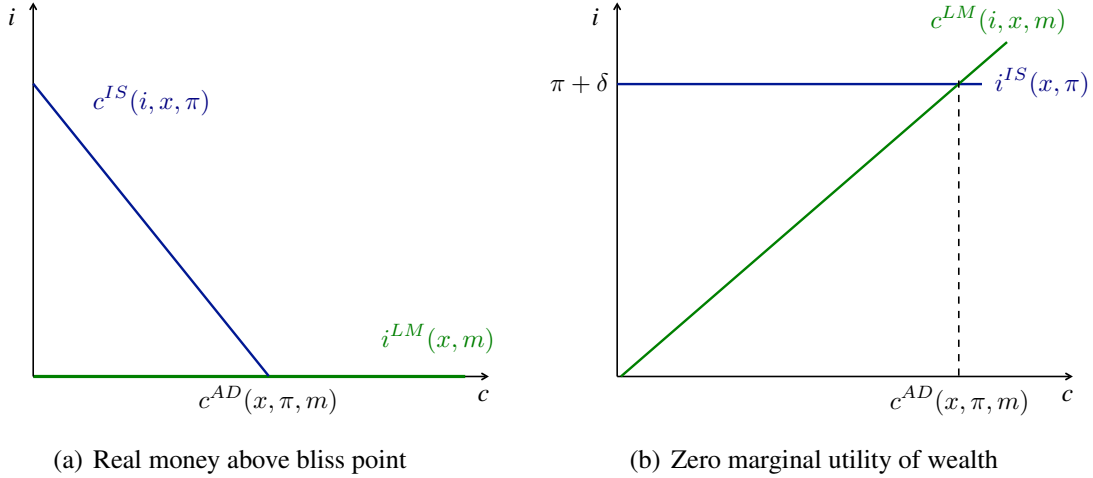 i
c^{IS}(i, x, π)
i^{LM}(x, m)
c^{AD}(x, π, m)
c
(a) Real money above bliss point
i
c^{LM}(i, x, m)
π + δ
i^{IS}(x, π)
c^{AD}(x, π, m)
c
(b) Zero marginal utility of wealth